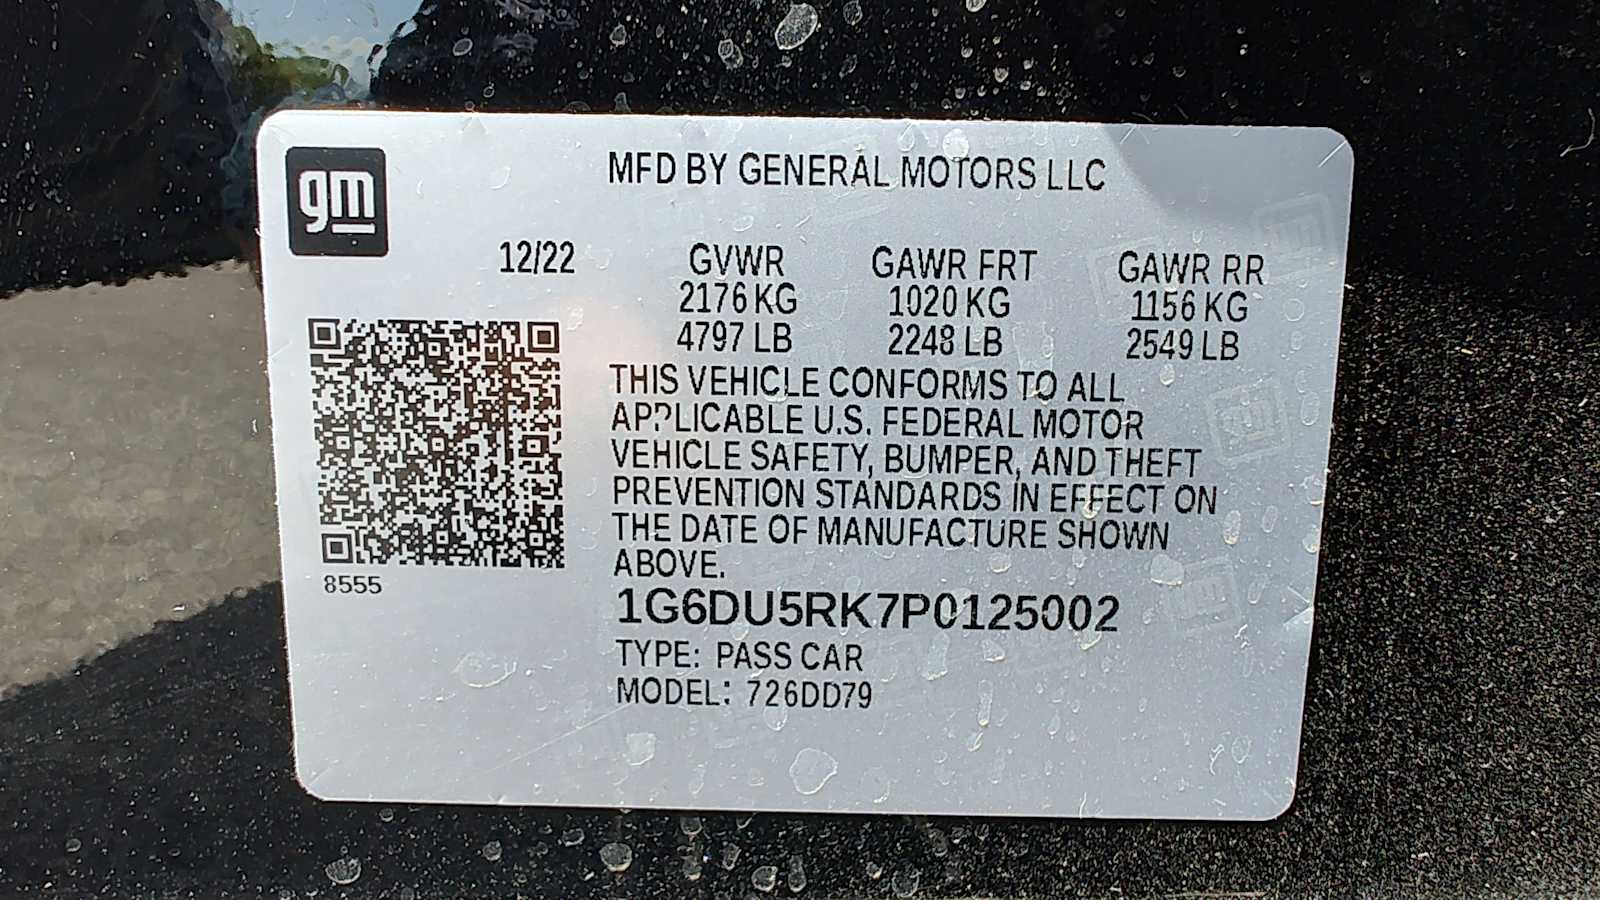 gm
MFD BY GENERAL MOTORS LLC
12/22 GVWR GAWR FRT GAWR RR
2176 KG 1020 KG 1156 KG
4797 LB 2248 LB 2549 LB
THIS VEHICLE CONFORMS TO ALL
APPLICABLE U.S. FEDERAL MOTOR
VEHICLE SAFETY, BUMPER, AND THEFT
PREVENTION STANDARDS IN EFFECT ON
THE DATE OF MANUFACTURE SHOWN
ABOVE.
8555
1G6DU5RK7P0125002
TYPE: PASS CAR
MODEL: 726DD79